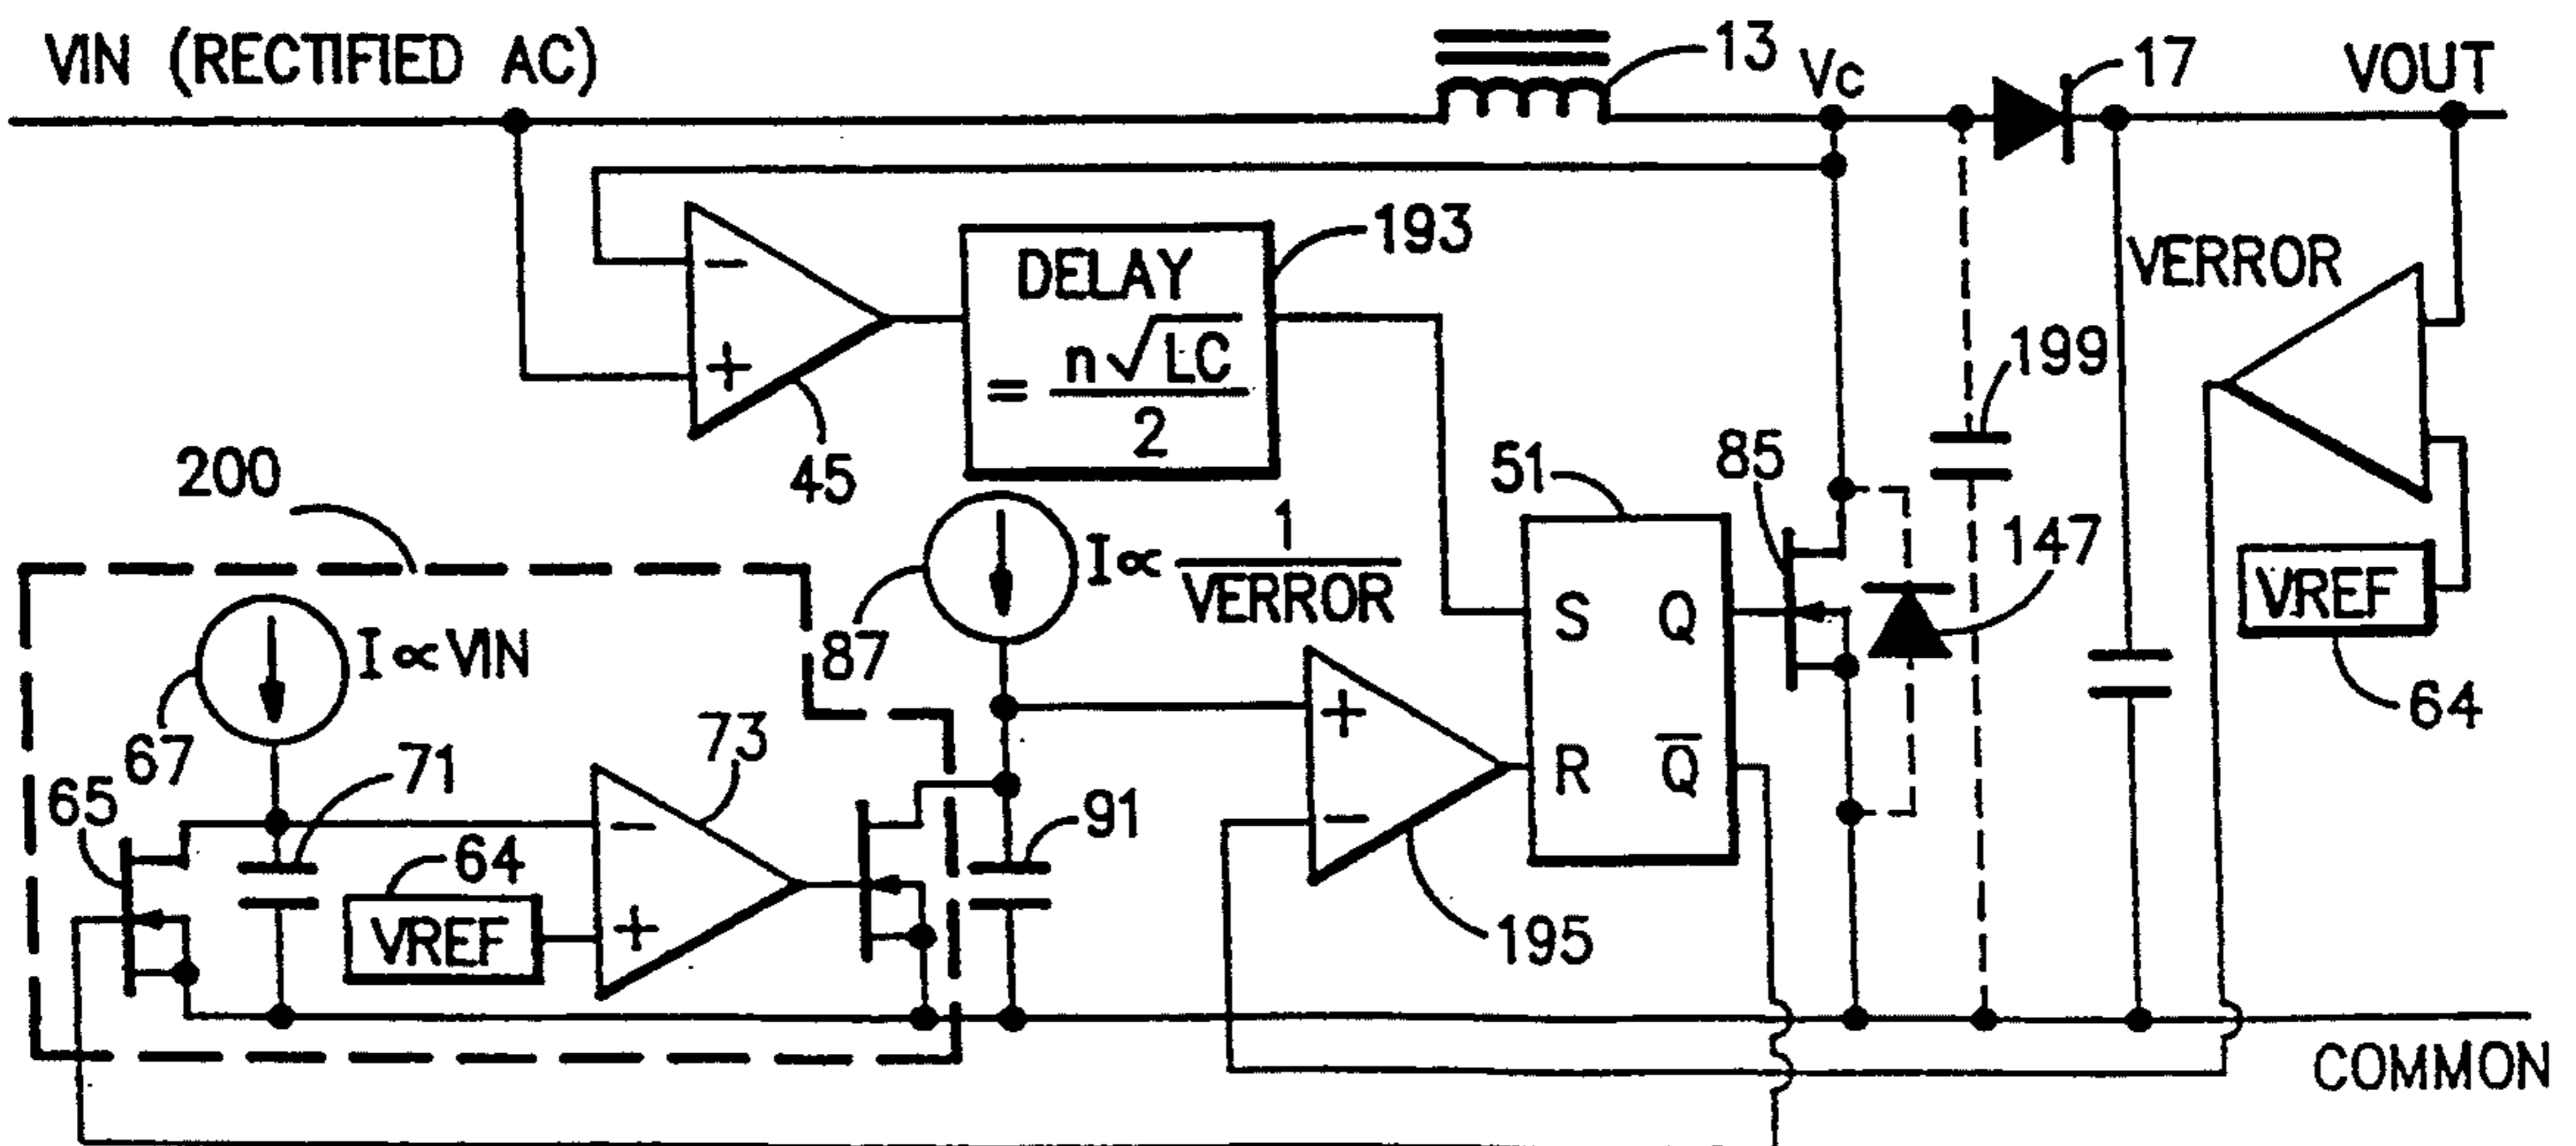 VIN (RECTIFIED AC)
13
VC
17
VOUT
193
DELAY
= n√LC
2
45
VERROR
199
200
51
85
147
I∝ 1
VERROR
87
I∝VIN
67
S
Q
VREF
64
73
65
71
64
VREF
91
R
Q̅
195
COMMON